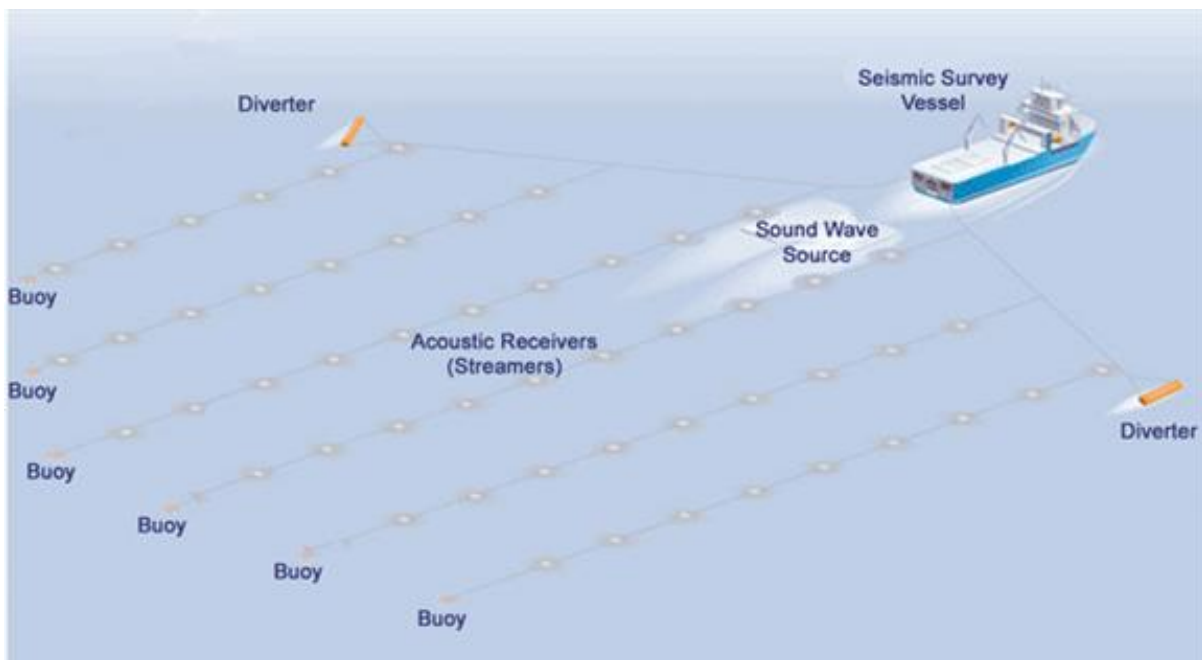 Seismic Survey
Vessel
Diverter
Sound Wave
Source
Buoy
Acoustic Receivers
(Streamers)
Buoy
Diverter
Buoy
Buoy
Buoy
Buoy